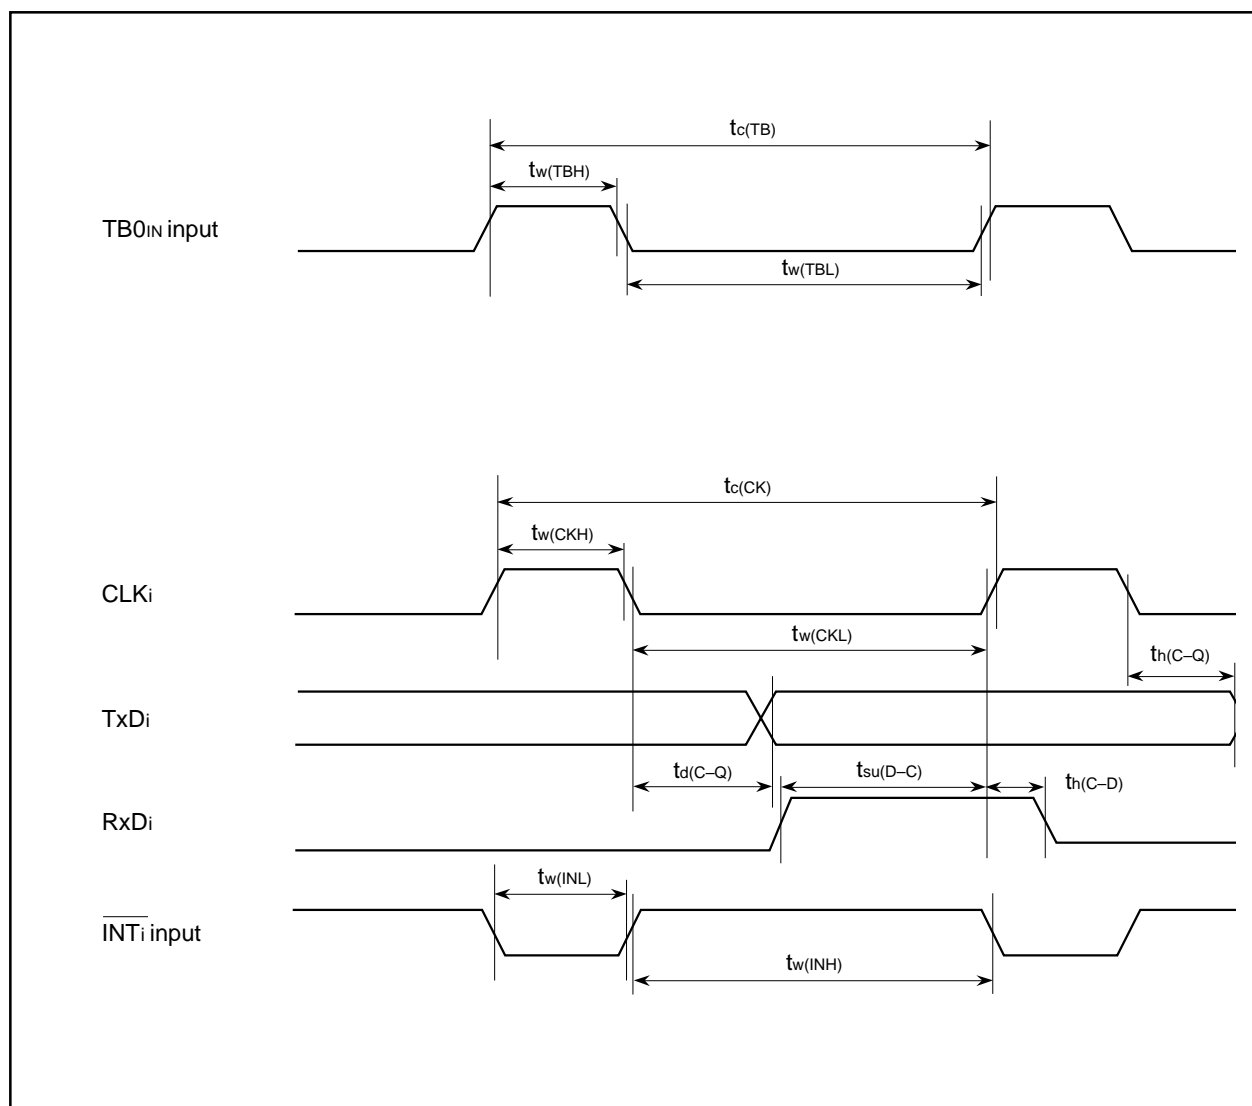 tc(TB)
tw(TBH)
TB0IN input
tw(TBL)
tc(CK)
tw(CKH)
CLKi
tw(CKL)
th(C–Q)
TxDi
td(C–Q)
tsu(D–C)
th(C–D)
RxDi
tw(INL)
INTi input
tw(INH)